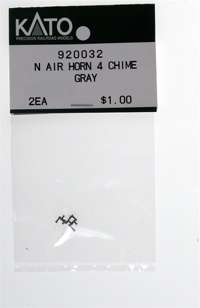 KATO
PRECISION RAILROAD MODELS
920032
N AIR HORN 4 CHIME
GRAY
2EA $1.00